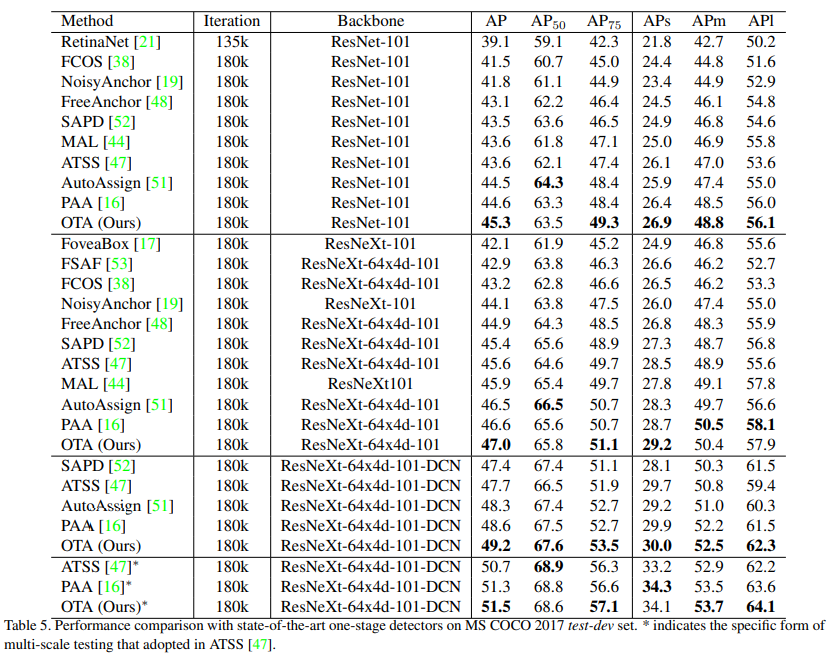 Method Iteration Backbone AP AP50 AP75 APs APm APl
RetinaNet [21] 135k ResNet-101 39.1 59.1 42.3 21.8 42.7 50.2
FCOS [38] 180k ResNet-101 41.5 60.7 45.0 24.4 44.8 51.6
NoisyAnchor [19] 180k ResNet-101 41.8 61.1 44.9 23.4 44.9 52.9
FreeAnchor [48] 180k ResNet-101 43.1 62.2 46.4 24.5 46.1 54.8
SAPD [52] 180k ResNet-101 43.5 63.6 46.5 24.9 46.8 54.6
MAL [44] 180k ResNet-101 43.6 61.8 47.1 25.0 46.9 55.8
ATSS [47] 180k ResNet-101 43.6 62.1 47.4 26.1 47.0 53.6
AutoAssign [51] 180k ResNet-101 44.5 64.3 48.4 25.9 47.4 55.0
PAA [16] 180k ResNet-101 44.6 63.3 48.4 26.4 48.5 56.0
OTA (Ours) 180k ResNet-101 45.3 63.5 49.3 26.9 48.8 56.1
FoveaBox [17] 180k ResNeXt-101 42.1 61.9 45.2 24.9 46.8 55.6
FSAF [53] 180k ResNeXt-64x4d-101 42.9 63.8 46.3 26.6 46.2 52.7
FCOS [38] 180k ResNeXt-64x4d-101 43.2 62.8 46.6 26.5 46.2 53.3
NoisyAnchor [19] 180k ResNeXt-101 44.1 63.8 47.5 26.0 47.4 55.0
FreeAnchor [48] 180k ResNeXt-64x4d-101 44.9 64.3 48.5 26.8 48.3 55.9
SAPD [52] 180k ResNeXt-64x4d-101 45.4 65.6 48.9 27.3 48.7 56.8
ATSS [47] 180k ResNeXt-64x4d-101 45.6 64.6 49.7 28.5 48.9 55.6
MAL [44] 180k ResNeXt101 45.9 65.4 49.7 27.8 49.1 57.8
AutoAssign [51] 180k ResNeXt-64x4d-101 46.5 66.5 50.7 28.3 49.7 56.6
PAA [16] 180k ResNeXt-64x4d-101 46.6 65.6 50.7 28.7 50.5 58.1
OTA (Ours) 180k ResNeXt-64x4d-101 47.0 65.8 51.1 29.2 50.4 57.9
SAPD [52] 180k ResNeXt-64x4d-101-DCN 47.4 67.4 51.1 28.1 50.3 61.5
ATSS [47] 180k ResNeXt-64x4d-101-DCN 47.7 66.5 51.9 29.7 50.8 59.4
AutoAssign [51] 180k ResNeXt-64x4d-101-DCN 48.3 67.4 52.7 29.2 51.0 60.3
PAA [16] 180k ResNeXt-64x4d-101-DCN 48.6 67.5 52.7 29.9 52.2 61.5
OTA (Ours) 180k ResNeXt-64x4d-101-DCN 49.2 67.6 53.5 30.0 52.5 62.3
ATSS [47]* 180k ResNeXt-64x4d-101-DCN 50.7 68.9 56.3 33.2 52.9 62.2
PAA [16]* 180k ResNeXt-64x4d-101-DCN 51.3 68.8 56.6 34.3 53.5 63.6
OTA (Ours)* 180k ResNeXt-64x4d-101-DCN 51.5 68.6 57.1 34.1 53.7 64.1
Table 5. Performance comparison with state-of-the-art one-stage detectors on MS COCO 2017 test-dev set. * indicates the specific form of
multi-scale testing that adopted in ATSS [47].